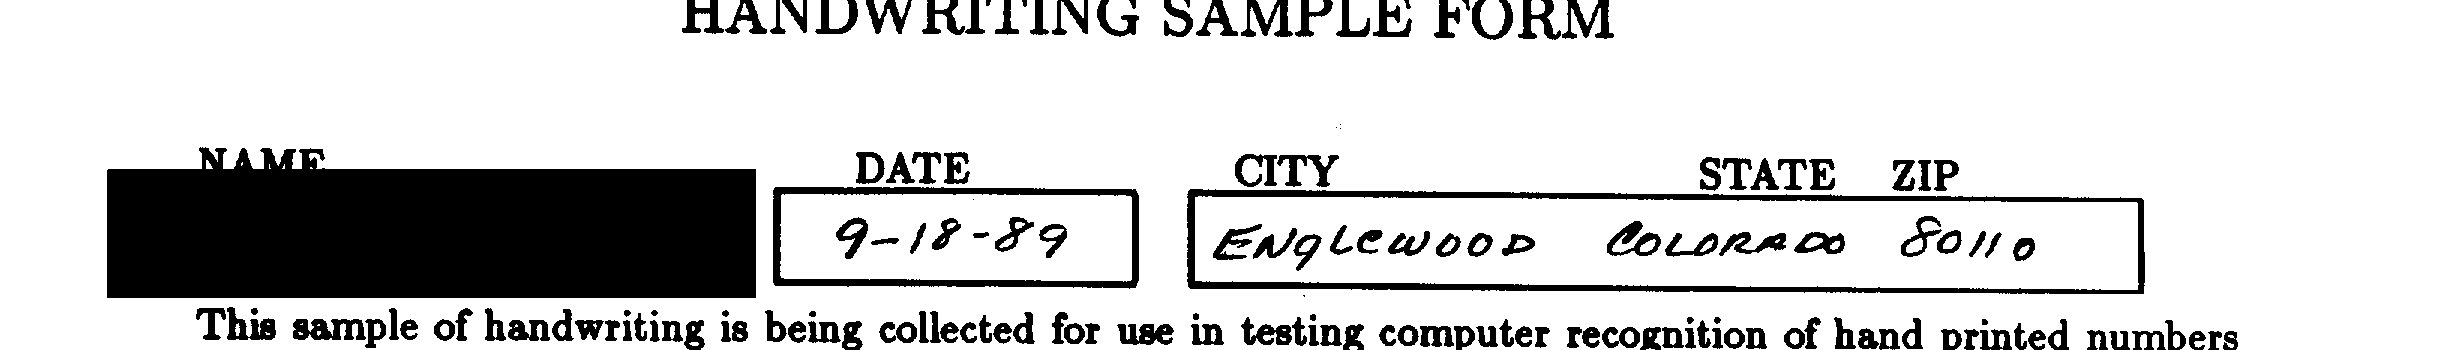 HANDWRITING SAMPLE FORM
NAME DATE CITY STATE ZIP
9-18-89 ENGLEWOOD COLORADO 80110
This sample of handwriting is being collected for use in testing computer recognition of hand printed numbers